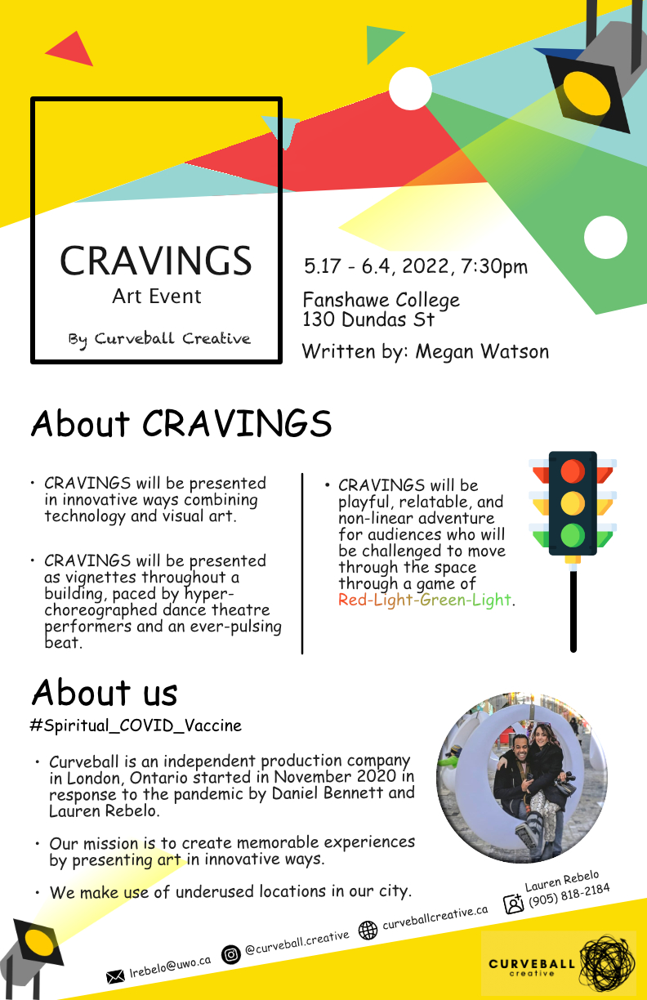 CRAVINGS
Art Event
By Curveball Creative
5.17 - 6.4, 2022, 7:30pm
Fanshawe College
130 Dundas St
Written by: Megan Watson
About CRAVINGS
• CRAVINGS will be presented
in innovative ways combining
technology and visual art.
• CRAVINGS will be presented
as vignettes throughout a
building, paced by hyper-
choreographed dance theatre
performers and an ever-pulsing
beat.
• CRAVINGS will be
playful, relatable, and
non-linear adventure
for audiences who will
be challenged to move
through the space
through a game of
Red-Light-Green-Light.
About us
#Spiritual_COVID_Vaccine
• Curveball is an independent production company
in London, Ontario started in November 2020 in
response to the pandemic by Daniel Bennett and
Lauren Rebelo.
• Our mission is to create memorable experiences
by presenting art in innovative ways.
• We make use of underused locations in our city.
lrebelo@uwo.ca
@curveball.creative
curveballcreative.ca
Lauren Rebelo
(905) 818-2184
CURVEBALL
creative